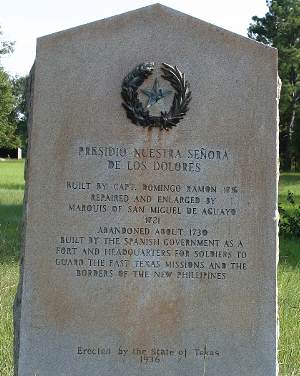 PRESIDIO NUESTRA SEÑORA
DE LOS DOLORES
BUILT BY CAPT. DOMINGO RAMON 1716
REPAIRED AND ENLARGED BY
MARQUIS OF SAN MIGUEL DE AGUAYO
1721
ABANDONED ABOUT 1730
BUILT BY THE SPANISH GOVERNMENT AS A
FORT AND HEADQUARTERS FOR SOLDIERS TO
GUARD THE EAST TEXAS MISSIONS AND THE
BORDERS OF THE NEW PHILLIPINES
Erected by the State of Texas
1936